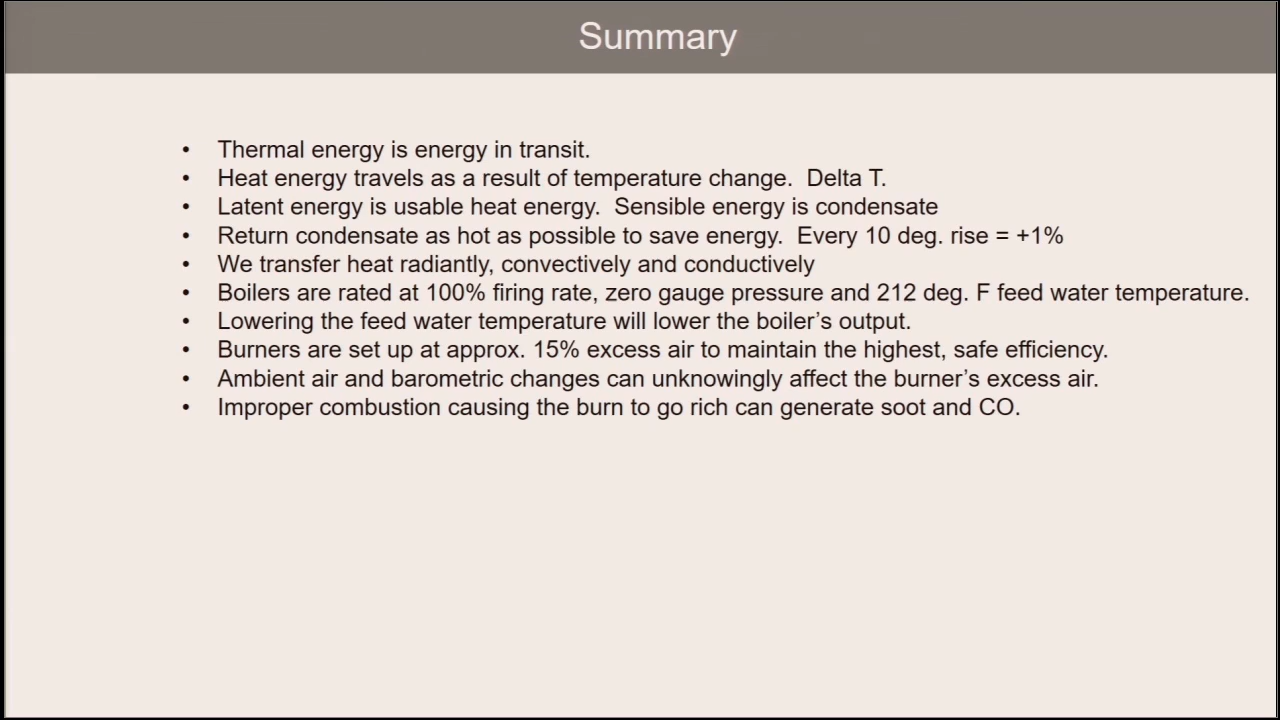 Summary
• Thermal energy is energy in transit.
• Heat energy travels as a result of temperature change.  Delta T.
• Latent energy is usable heat energy.  Sensible energy is condensate
• Return condensate as hot as possible to save energy.  Every 10 deg. rise = +1%
• We transfer heat radiantly, convectively and conductively
• Boilers are rated at 100% firing rate, zero gauge pressure and 212 deg. F feed water temperature.
• Lowering the feed water temperature will lower the boiler’s output.
• Burners are set up at approx. 15% excess air to maintain the highest, safe efficiency.
• Ambient air and barometric changes can unknowingly affect the burner’s excess air.
• Improper combustion causing the burn to go rich can generate soot and CO.